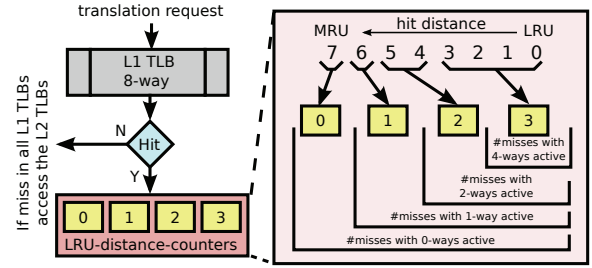 translation request
L1 TLB
8-way
N
Hit
Y
If miss in all L1 TLBs
access the L2 TLBs
0 1 2 3
LRU-distance-counters
MRU hit distance LRU
7 6 5 4 3 2 1 0
0 1 2 3
#misses with
4-ways active
#misses with
2-ways active
#misses with 1-way active
#misses with 0-ways active